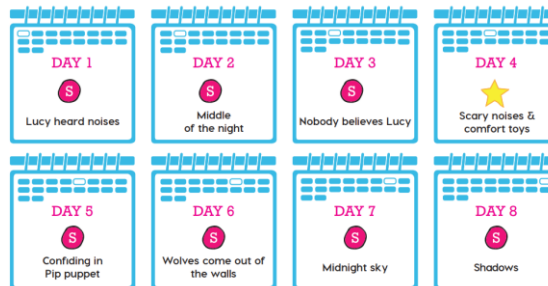 DAY 1
S
Lucy heard noises
DAY 2
S
Middle
of the night
DAY 3
S
Nobody believes Lucy
DAY 4
Scary noises &
comfort toys
DAY 5
S
Confiding in
Pip puppet
DAY 6
S
Wolves come out of
the walls
DAY 7
S
Midnight sky
DAY 8
S
Shadows